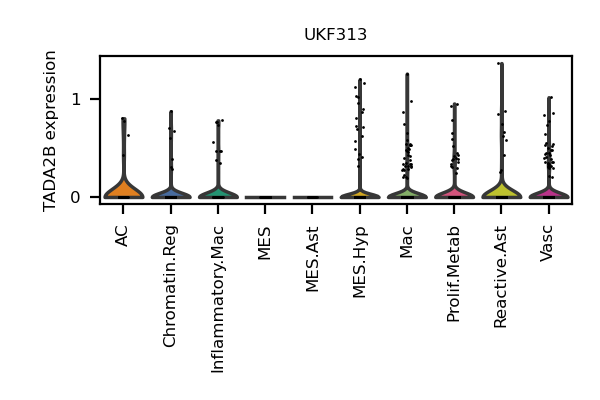 UKF313
TADA2B expression
1
0
AC
Chromatin.Reg
Inflammatory.Mac
MES
MES.Ast
MES.Hyp
Mac
Prolif.Metab
Reactive.Ast
Vasc